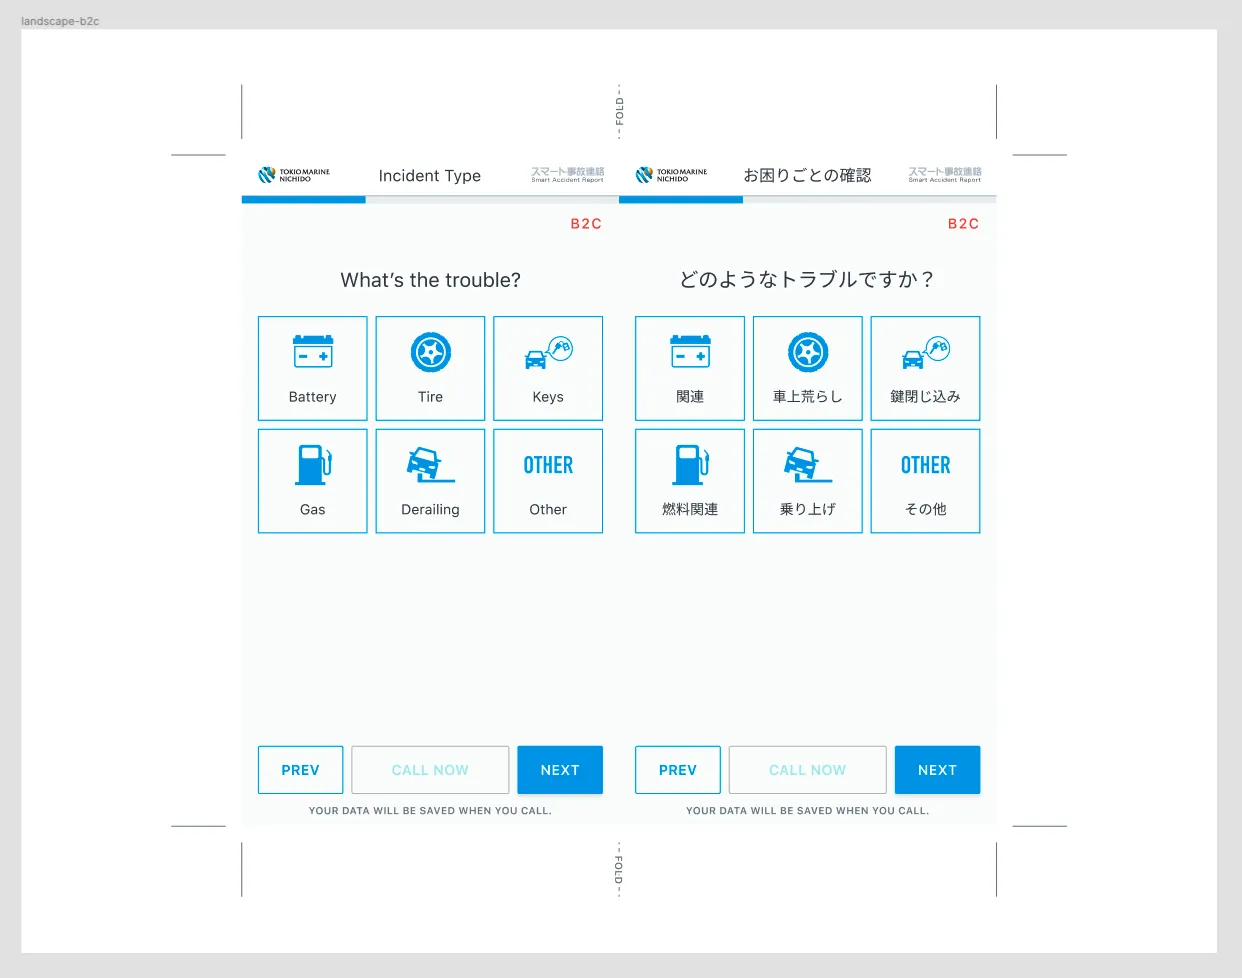 landscape-b2c
-- FOLD --
TOKIO MARINE
NICHIDO
Incident Type
スマート事故連絡
Smart Accident Report
B2C
What's the trouble?
Battery
Tire
Keys
Gas
Derailing
OTHER
Other
PREV
CALL NOW
NEXT
YOUR DATA WILL BE SAVED WHEN YOU CALL.
TOKIO MARINE
NICHIDO
お困りごとの確認
スマート事故連絡
Smart Accident Report
B2C
どのようなトラブルですか？
関連
車上荒らし
鍵閉じ込み
燃料関連
乗り上げ
OTHER
その他
PREV
CALL NOW
NEXT
YOUR DATA WILL BE SAVED WHEN YOU CALL.
-- FOLD --